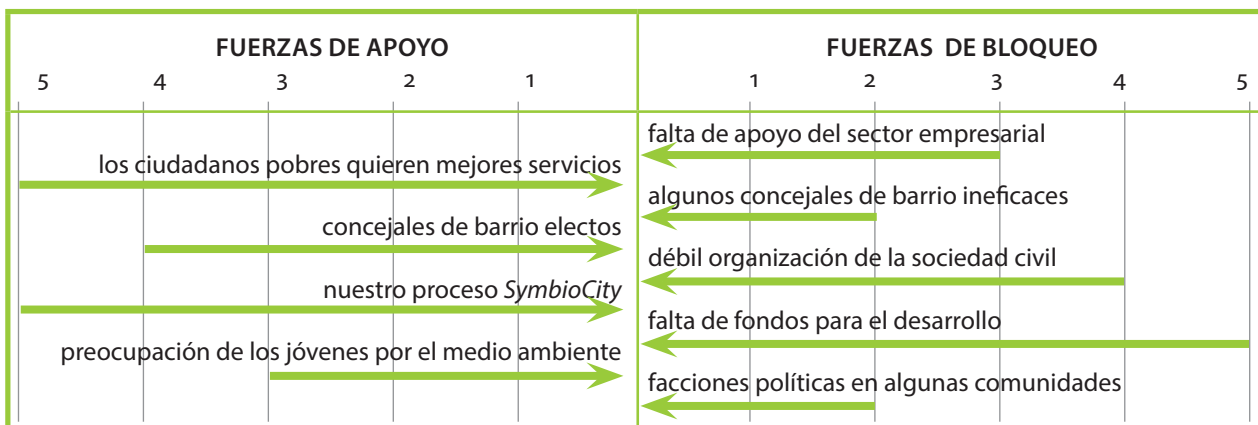 FUERZAS DE APOYO
FUERZAS DE BLOQUEO
5 4 3 2 1
1 2 3 4 5
los ciudadanos pobres quieren mejores servicios
concejales de barrio electos
nuestro proceso SymbioCity
preocupación de los jóvenes por el medio ambiente
falta de apoyo del sector empresarial
algunos concejales de barrio ineficaces
débil organización de la sociedad civil
falta de fondos para el desarrollo
facciones políticas en algunas comunidades